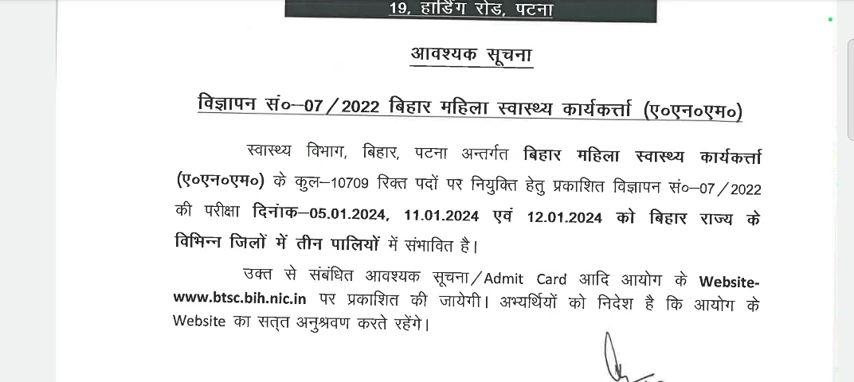 19, हार्डिंग रोड, पटना
आवश्यक सूचना
विज्ञापन सं०–07/2022 बिहार महिला स्वास्थ्य कार्यकर्त्ता (ए०एन०एम०)
स्वास्थ्य विभाग, बिहार, पटना अन्तर्गत बिहार महिला स्वास्थ्य कार्यकर्त्ता
(ए०एन०एम०) के कुल–10709 रिक्त पदों पर नियुक्ति हेतु प्रकाशित विज्ञापन सं०–07/2022
की परीक्षा दिनांक–05.01.2024, 11.01.2024 एवं 12.01.2024 को बिहार राज्य के
विभिन्न जिलों में तीन पालियों में संभावित है।
उक्त से संबंधित आवश्यक सूचना/Admit Card आदि आयोग के Website-
www.btsc.bih.nic.in पर प्रकाशित की जायेगी। अभ्यर्थियों को निदेश है कि आयोग के
Website का सत्त अनुश्रवण करते रहेंगे।